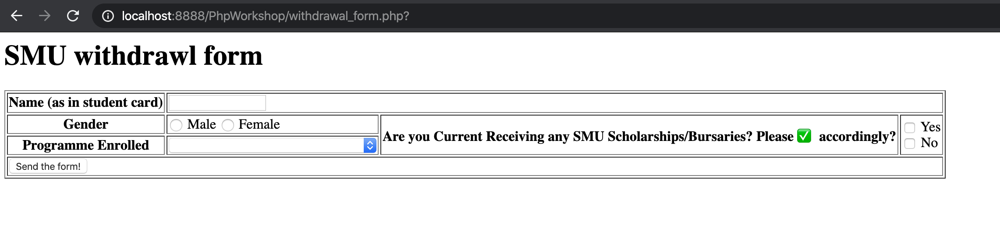 localhost:8888/PhpWorkshop/withdrawal_form.php?
SMU withdrawl form
Name (as in student card)
Gender
Male Female
Programme Enrolled
Are you Current Receiving any SMU Scholarships/Bursaries? Please ✅ accordingly?
Yes
No
Send the form!